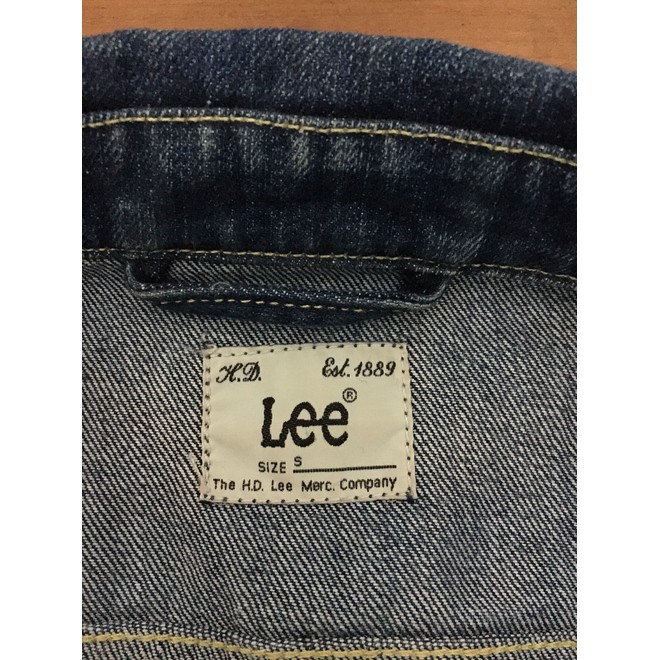 H.D. Est. 1889
Lee®
SIZE S
The H.D. Lee Merc. Company